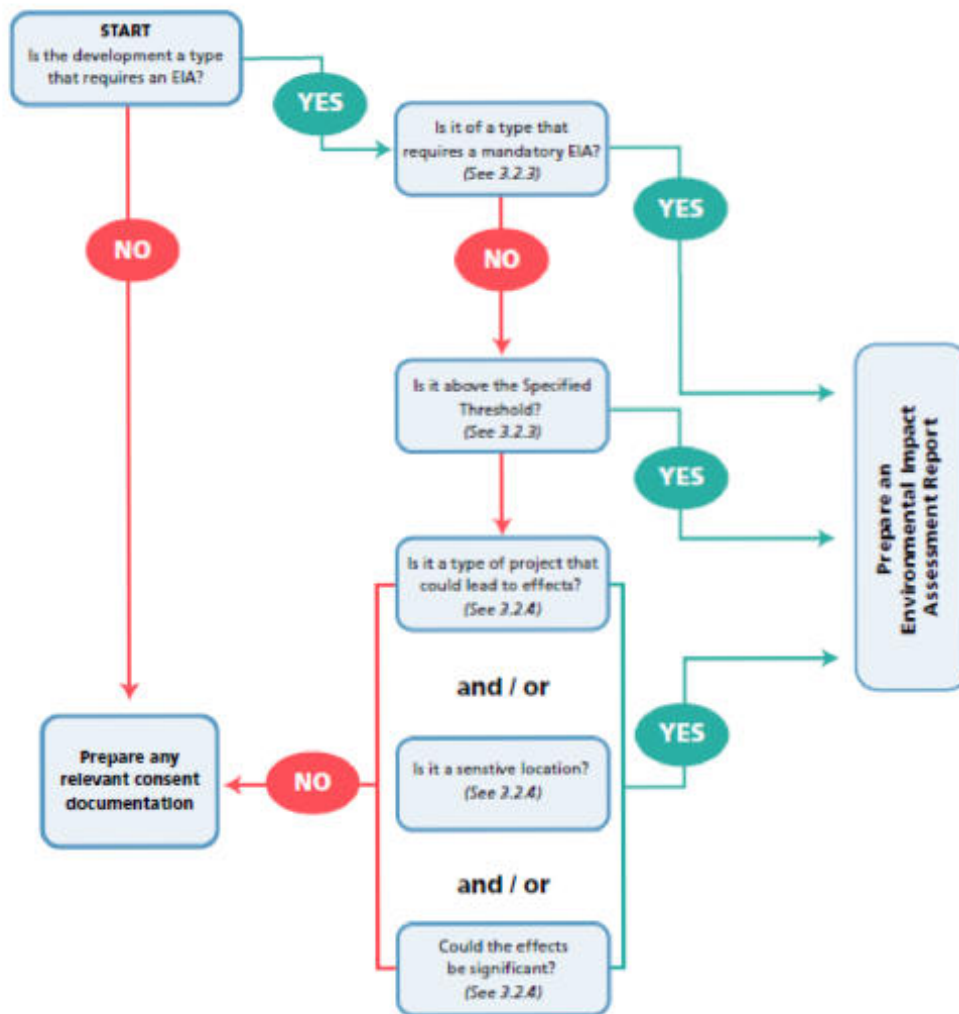 START
Is the development a type
that requires an EIA?
YES
Is it of a type that
requires a mandatory EIA?
(See 3.2.3)
YES
NO
NO
Is it above the Specified
Threshold?
(See 3.2.3)
YES
Prepare an
Environmental Impact
Assessment Report
Is it a type of project that
could lead to effects?
(See 3.2.4)
and / or
YES
Prepare any
relevant consent
documentation
NO
Is it a senstive location?
(See 3.2.4)
and / or
Could the effects
be significant?
(See 3.2.4)